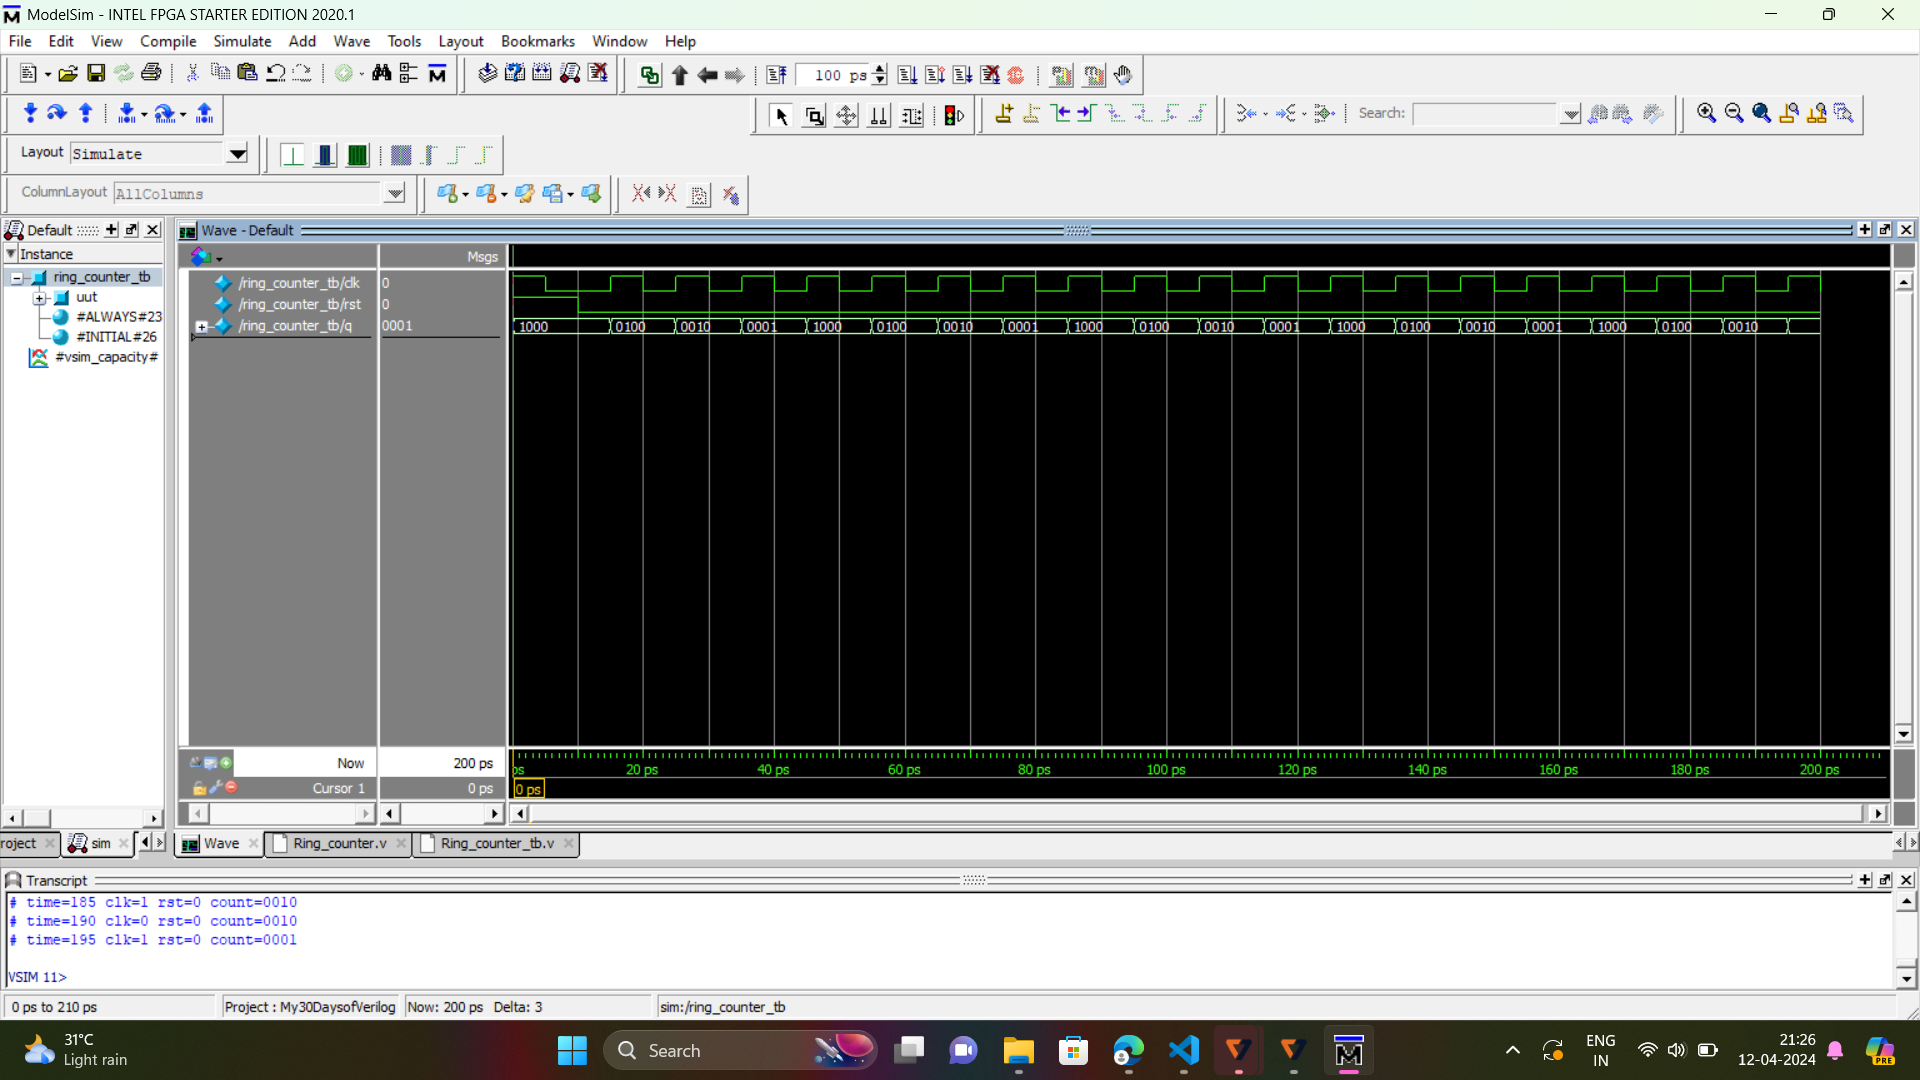 ModelSim - INTEL FPGA STARTER EDITION 2020.1
File Edit View Compile Simulate Add Wave Tools Layout Bookmarks Window Help
100 ps
Search:
Layout Simulate
ColumnLayout AllColumns
Default
Instance
ring_counter_tb
uut
#ALWAYS#23
#INITIAL#26
#vsim_capacity#
Wave - Default
Msgs
/ring_counter_tb/clk 0
/ring_counter_tb/rst 0
/ring_counter_tb/q 0001
1000 0100 0010 0001 1000 0100 0010 0001 1000 0100 0010 0001 1000 0100 0010 0001 1000 0100 0010
Now 200 ps
ps 20 ps 40 ps 60 ps 80 ps 100 ps 120 ps 140 ps 160 ps 180 ps 200 ps
Cursor 1 0 ps
0 ps
roject sim
Wave Ring_counter.v Ring_counter_tb.v
Transcript
# time=185 clk=1 rst=0 count=0010
# time=190 clk=0 rst=0 count=0010
# time=195 clk=1 rst=0 count=0001
VSIM 11>
0 ps to 210 ps Project : My30DaysofVerilog Now: 200 ps Delta: 3 sim:/ring_counter_tb
31°C
Light rain
Search
ENG
IN
21:26
12-04-2024
PRE